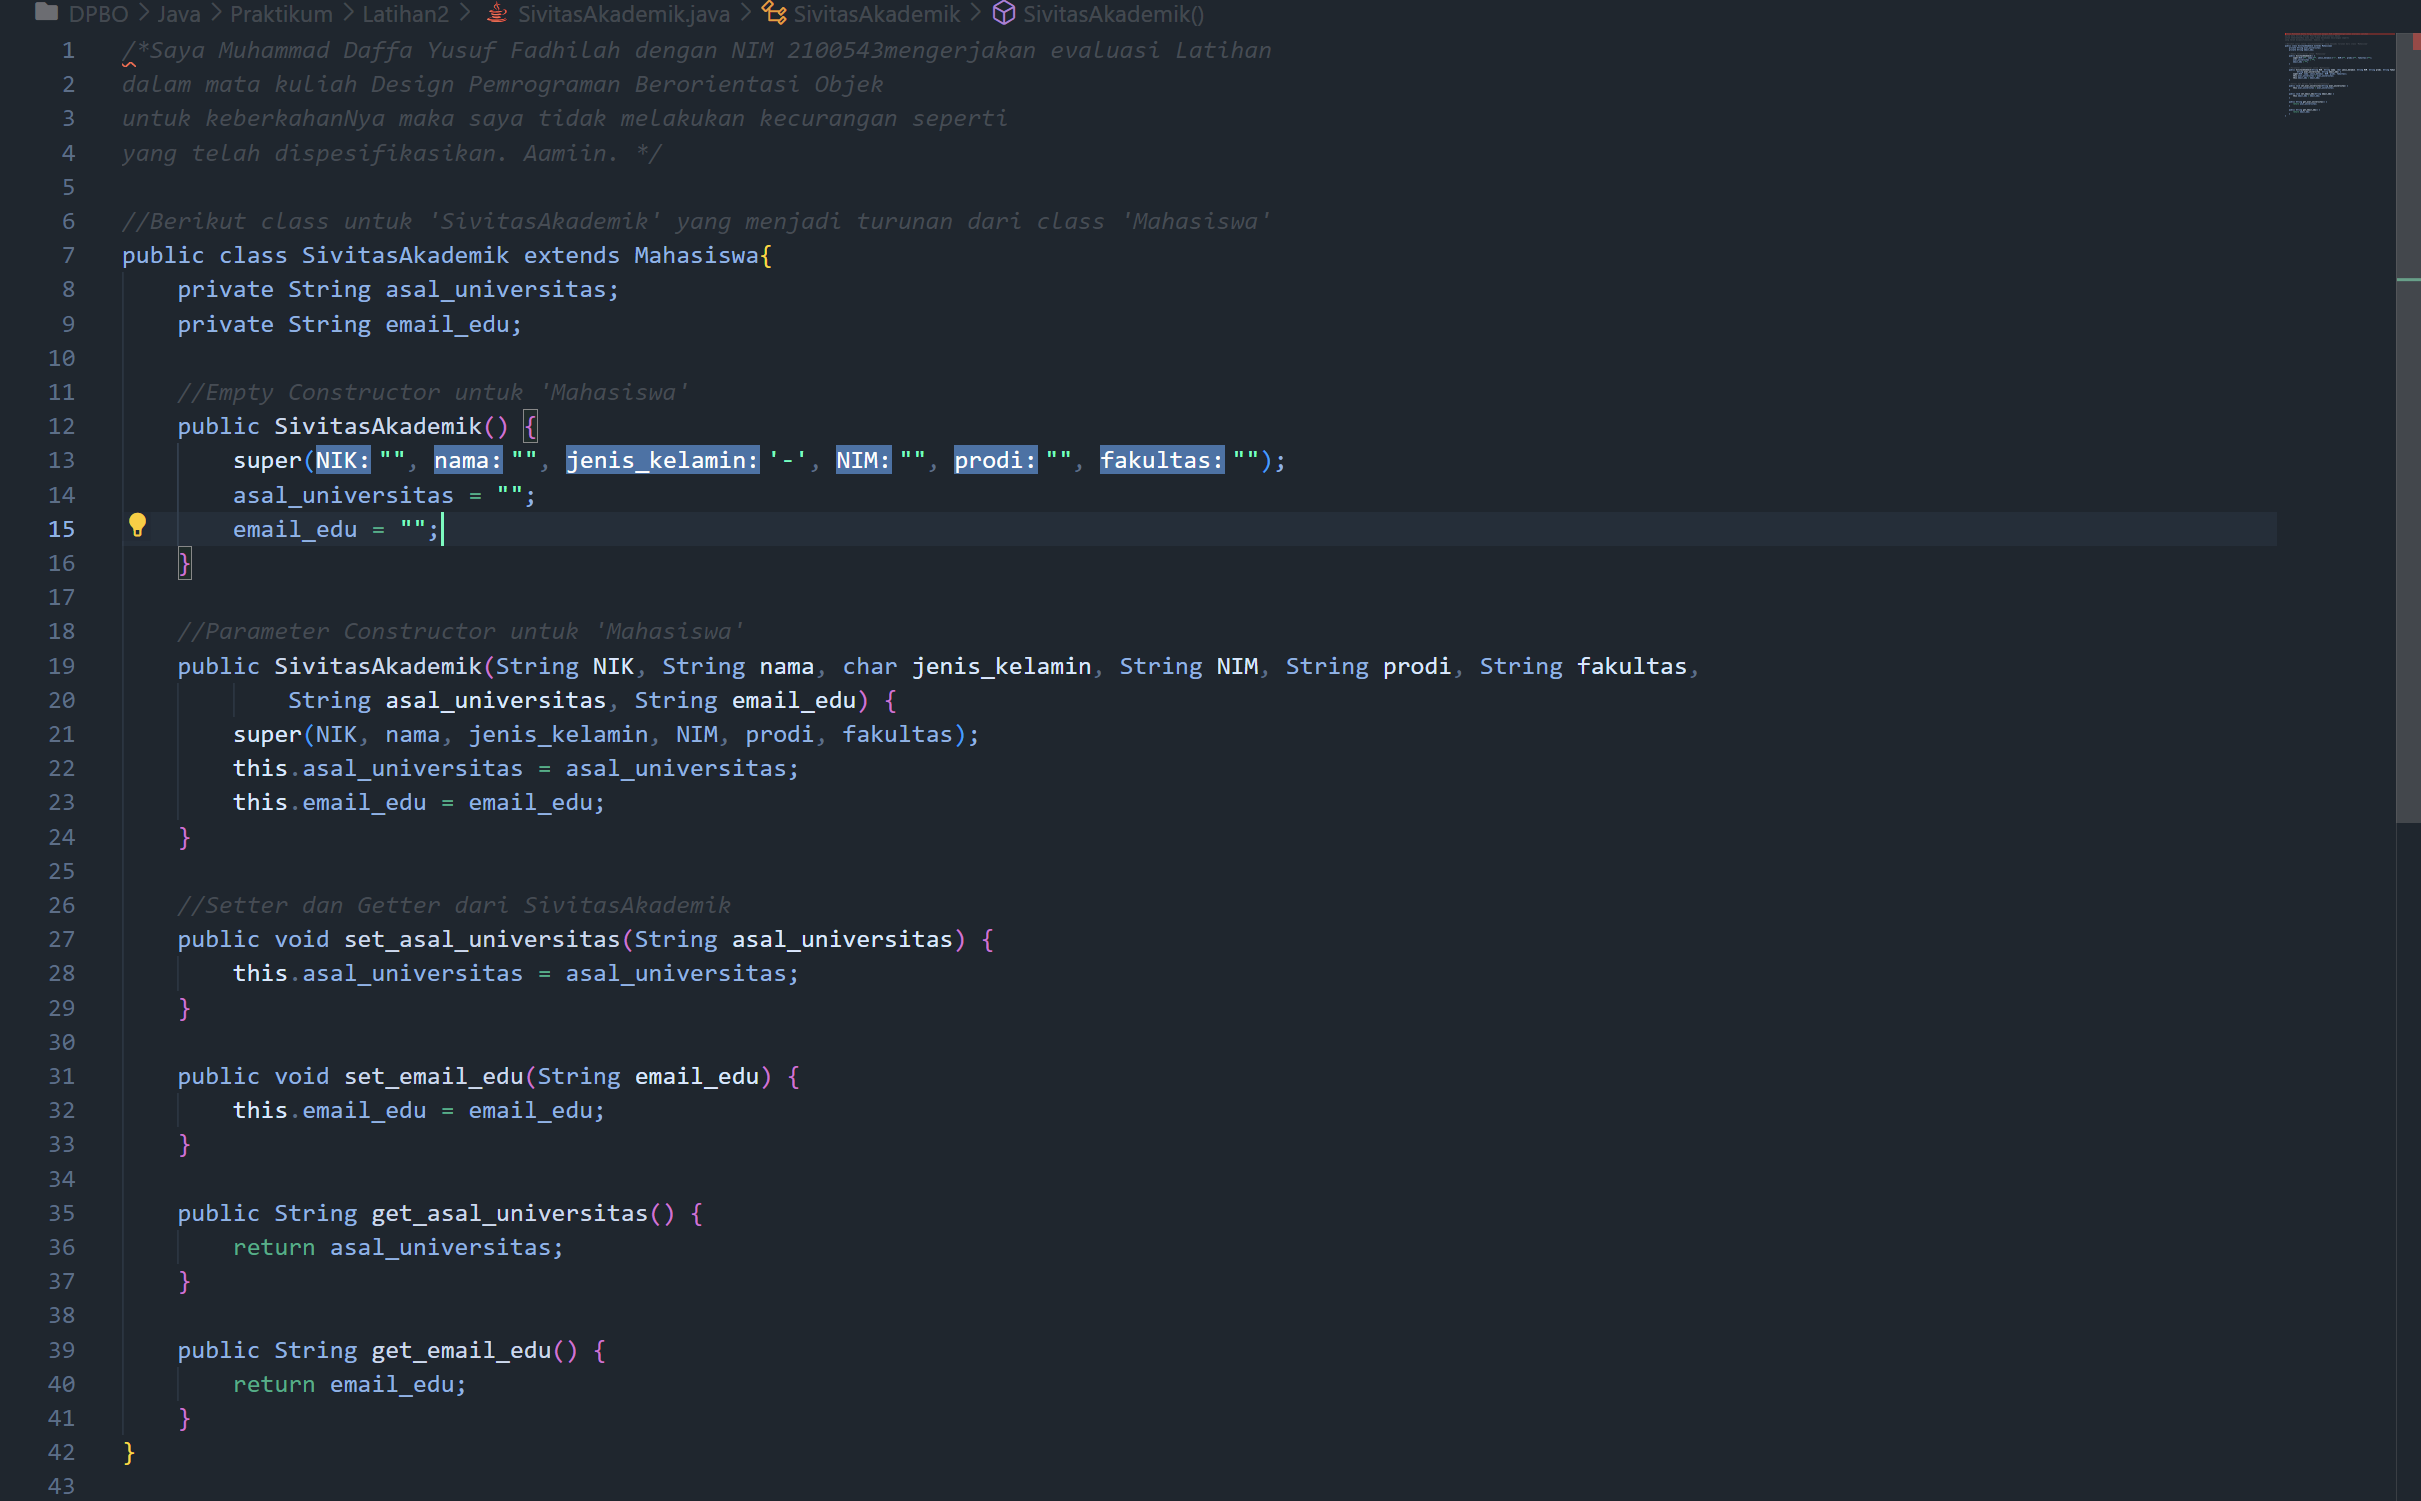 DPBO > Java > Praktikum > Latihan2 > SivitasAkademik.java > SivitasAkademik > SivitasAkademik()
1 /*Saya Muhammad Daffa Yusuf Fadhilah dengan NIM 2100543mengerjakan evaluasi Latihan
2 dalam mata kuliah Design Pemrograman Berorientasi Objek
3 untuk keberkahanNya maka saya tidak melakukan kecurangan seperti
4 yang telah dispesifikasikan. Aamiin. */
5
6 //Berikut class untuk 'SivitasAkademik' yang menjadi turunan dari class 'Mahasiswa'
7 public class SivitasAkademik extends Mahasiswa{
8     private String asal_universitas;
9     private String email_edu;
10
11     //Empty Constructor untuk 'Mahasiswa'
12     public SivitasAkademik() {
13         super(NIK: "", nama: "", jenis_kelamin: '-', NIM: "", prodi: "", fakultas: "");
14         asal_universitas = "";
15         email_edu = "";
16     }
17
18     //Parameter Constructor untuk 'Mahasiswa'
19     public SivitasAkademik(String NIK, String nama, char jenis_kelamin, String NIM, String prodi, String fakultas,
20             String asal_universitas, String email_edu) {
21         super(NIK, nama, jenis_kelamin, NIM, prodi, fakultas);
22         this.asal_universitas = asal_universitas;
23         this.email_edu = email_edu;
24     }
25
26     //Setter dan Getter dari SivitasAkademik
27     public void set_asal_universitas(String asal_universitas) {
28         this.asal_universitas = asal_universitas;
29     }
30
31     public void set_email_edu(String email_edu) {
32         this.email_edu = email_edu;
33     }
34
35     public String get_asal_universitas() {
36         return asal_universitas;
37     }
38
39     public String get_email_edu() {
40         return email_edu;
41     }
42 }
43